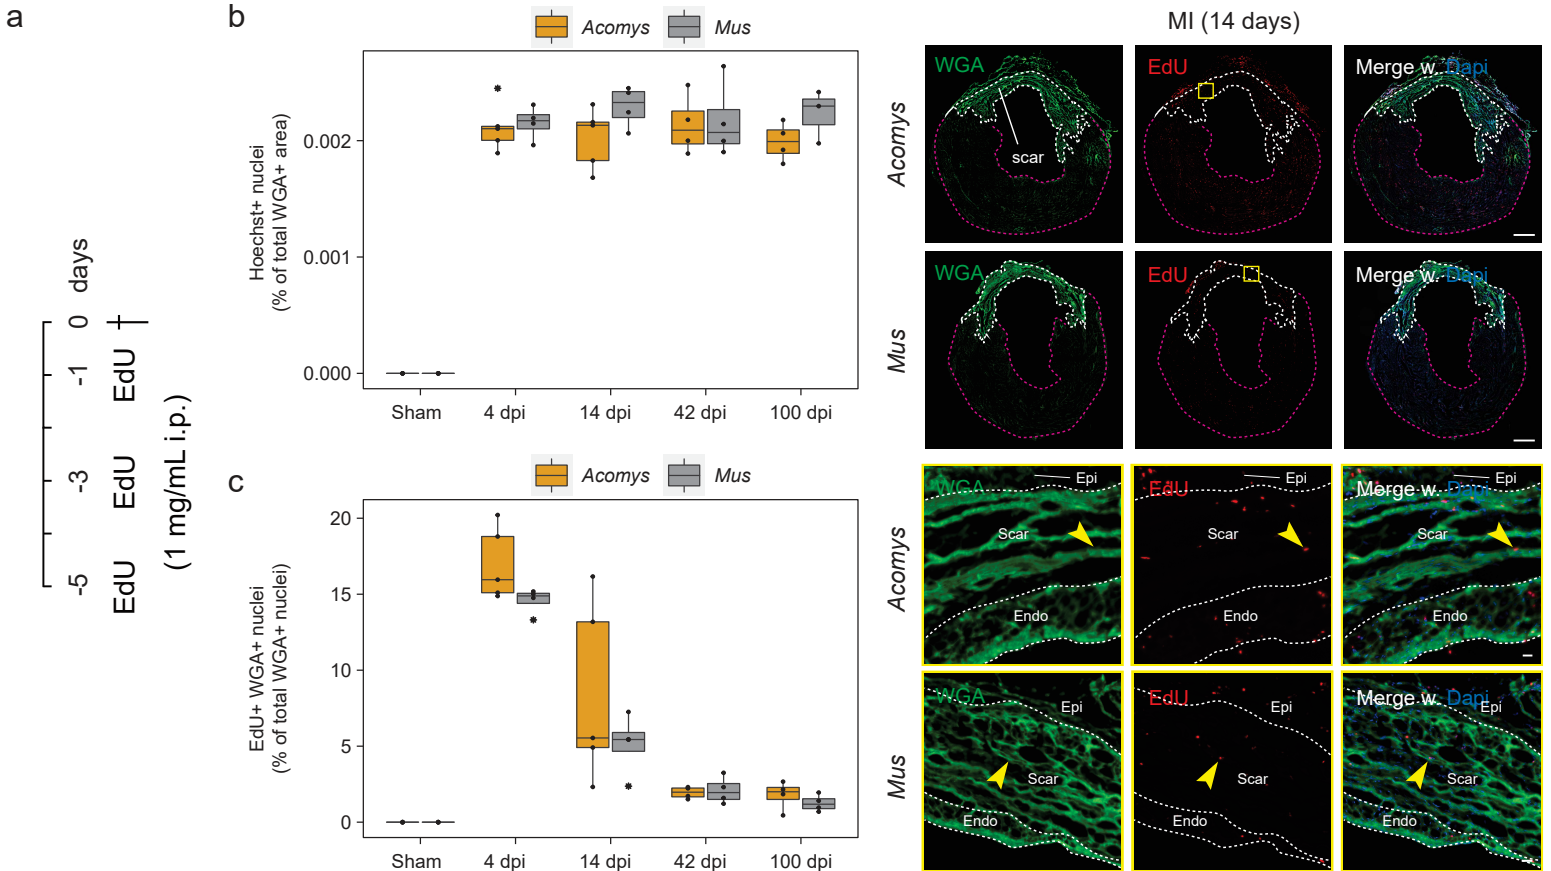 a
days
0
-1
-3
-5
EdU
EdU
EdU
(1 mg/mL i.p.)
b
Acomys
Mus
Hoechst+ nuclei
(% of total WGA+ area)
0.002
0.001
0.000
Sham
4 dpi
14 dpi
42 dpi
100 dpi
c
Acomys
Mus
EdU+ WGA+ nuclei
(% of total WGA+ nuclei)
20
15
10
5
0
Sham
4 dpi
14 dpi
42 dpi
100 dpi
MI (14 days)
Acomys
WGA
scar
EdU
Merge w. Dapi
Mus
WGA
EdU
Merge w. Dapi
Acomys
WGA
Epi
Scar
Endo
EdU
Epi
Scar
Endo
Merge w. Dapi
Epi
Scar
Endo
Mus
WGA
Epi
Scar
Endo
EdU
Epi
Scar
Endo
Merge w. Dapi
Epi
Scar
Endo